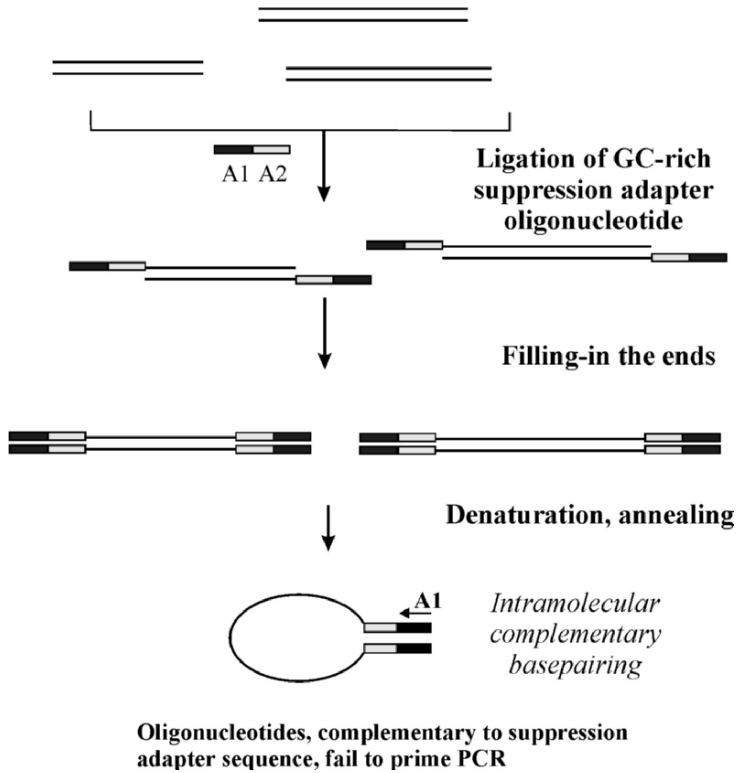 A1 A2
Ligation of GC-rich
suppression adapter
oligonucleotide
Filling-in the ends
Denaturation, annealing
A1
Intramolecular
complementary
basepairing
Oligonucleotides, complementary to suppression
adapter sequence, fail to prime PCR